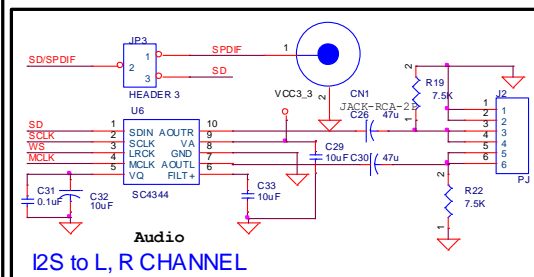 JP3
SD/SPDIF
2
1
3
SPDIF
SD
HEADER 3
1
2
CN1
JACK-RCA-2P
VCC3_3
U6
SD
SCLK
WS
MCLK
1
2
3
4
5
SDIN AOUTR
SCLK VA
LRCK GND
MCLK AOUTL
VQ FILT+
10
9
8
7
6
SC4344
C31
0.1uF
C32
10uF
C33
10uF
C26 47u
C29
10uF
C30 47u
2
R19
7.5K
1
J2
1
2
3
4
5
6
PJ
2
R22
7.5K
1
Audio
I2S to L, R CHANNEL